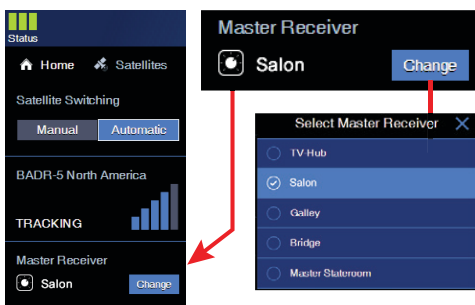 Status
Home Satellites
Satellite Switching
Manual Automatic
BADR-5 North America
TRACKING
Master Receiver
Salon Change
Master Receiver
Salon Change
Select Master Receiver X
TV-Hub
Salon
Galley
Bridge
Master Stateroom